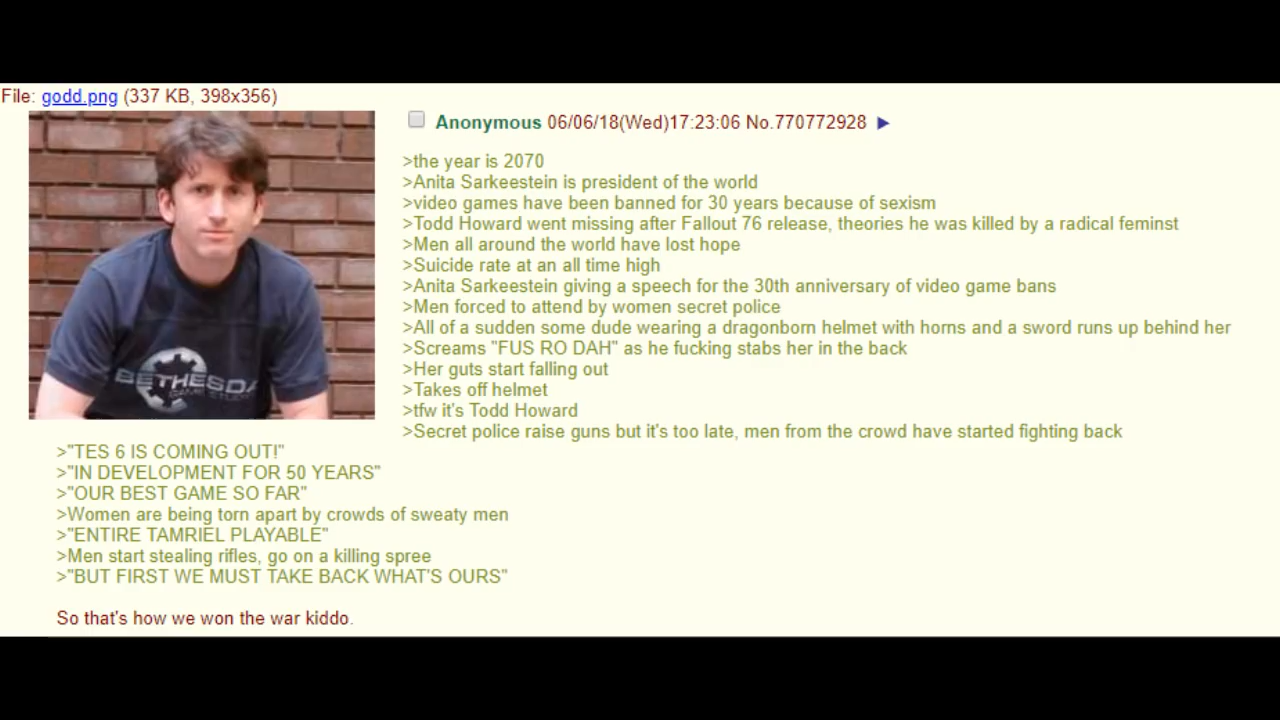 File: godd.png (337 KB, 398x356)
Anonymous 06/06/18(Wed)17:23:06 No.770772928 ▶
>the year is 2070
>Anita Sarkeestein is president of the world
>video games have been banned for 30 years because of sexism
>Todd Howard went missing after Fallout 76 release, theories he was killed by a radical feminst
>Men all around the world have lost hope
>Suicide rate at an all time high
>Anita Sarkeestein giving a speech for the 30th anniversary of video game bans
>Men forced to attend by women secret police
>All of a sudden some dude wearing a dragonborn helmet with horns and a sword runs up behind her
>Screams "FUS RO DAH" as he fucking stabs her in the back
>Her guts start falling out
>Takes off helmet
>tfw it's Todd Howard
>Secret police raise guns but it's too late, men from the crowd have started fighting back
>"TES 6 IS COMING OUT!"
>"IN DEVELOPMENT FOR 50 YEARS"
>"OUR BEST GAME SO FAR"
>Women are being torn apart by crowds of sweaty men
>"ENTIRE TAMRIEL PLAYABLE"
>Men start stealing rifles, go on a killing spree
>"BUT FIRST WE MUST TAKE BACK WHAT'S OURS"
So that's how we won the war kiddo.
BETHESDA